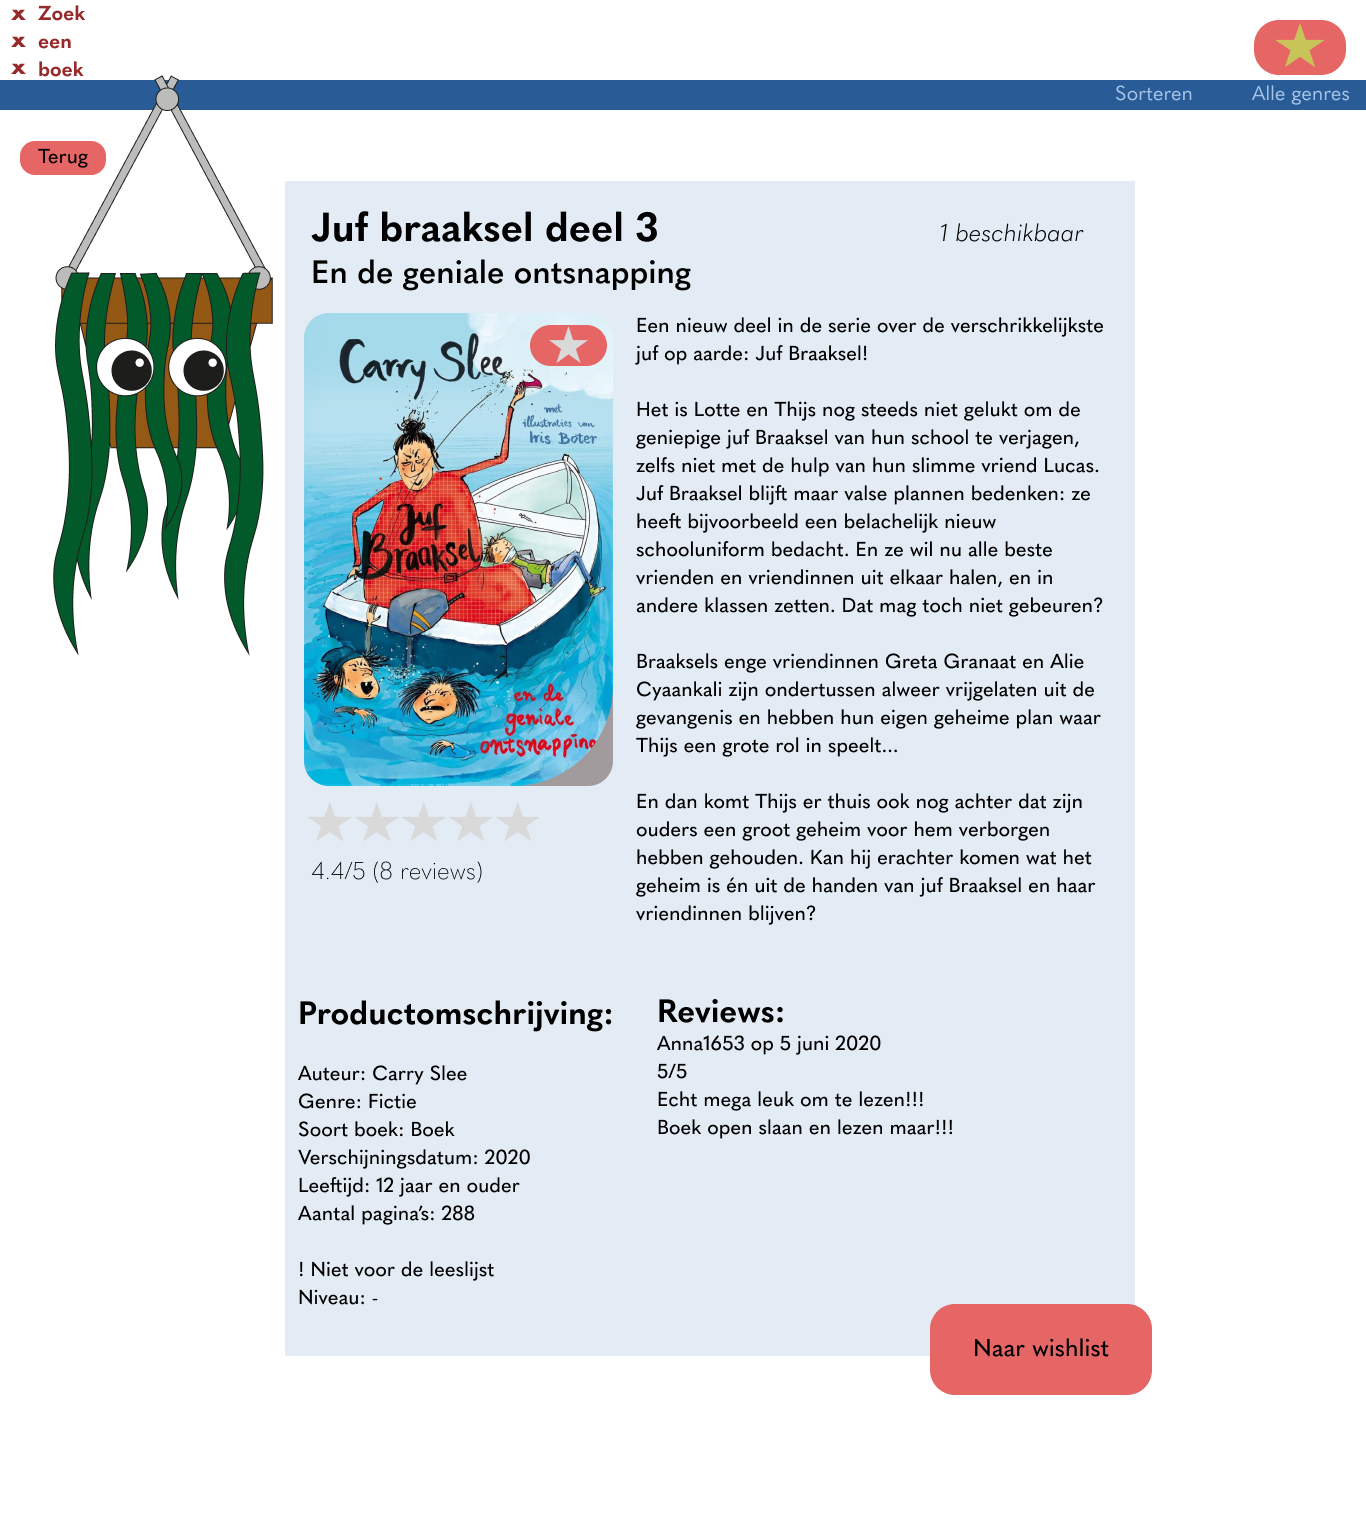 x Zoek
x een
x boek
Sorteren Alle genres
Terug
Juf braaksel deel 3
1 beschikbaar
En de geniale ontsnapping
Carry Slee
met
illustraties van
Iris Boter
Juf
Braaksel
en de
geniale
ontsnapping
4.4/5 (8 reviews)
Een nieuw deel in de serie over de verschrikkelijkste
juf op aarde: Juf Braaksel!
Het is Lotte en Thijs nog steeds niet gelukt om de
geniepige juf Braaksel van hun school te verjagen,
zelfs niet met de hulp van hun slimme vriend Lucas.
Juf Braaksel blijft maar valse plannen bedenken: ze
heeft bijvoorbeeld een belachelijk nieuw
schooluniform bedacht. En ze wil nu alle beste
vrienden en vriendinnen uit elkaar halen, en in
andere klassen zetten. Dat mag toch niet gebeuren?
Braaksels enge vriendinnen Greta Granaat en Alie
Cyaankali zijn ondertussen alweer vrijgelaten uit de
gevangenis en hebben hun eigen geheime plan waar
Thijs een grote rol in speelt...
En dan komt Thijs er thuis ook nog achter dat zijn
ouders een groot geheim voor hem verborgen
hebben gehouden. Kan hij erachter komen wat het
geheim is én uit de handen van juf Braaksel en haar
vriendinnen blijven?
Productomschrijving:
Auteur: Carry Slee
Genre: Fictie
Soort boek: Boek
Verschijningsdatum: 2020
Leeftijd: 12 jaar en ouder
Aantal pagina's: 288
! Niet voor de leeslijst
Niveau: -
Reviews:
Anna1653 op 5 juni 2020
5/5
Echt mega leuk om te lezen!!!
Boek open slaan en lezen maar!!!
Naar wishlist